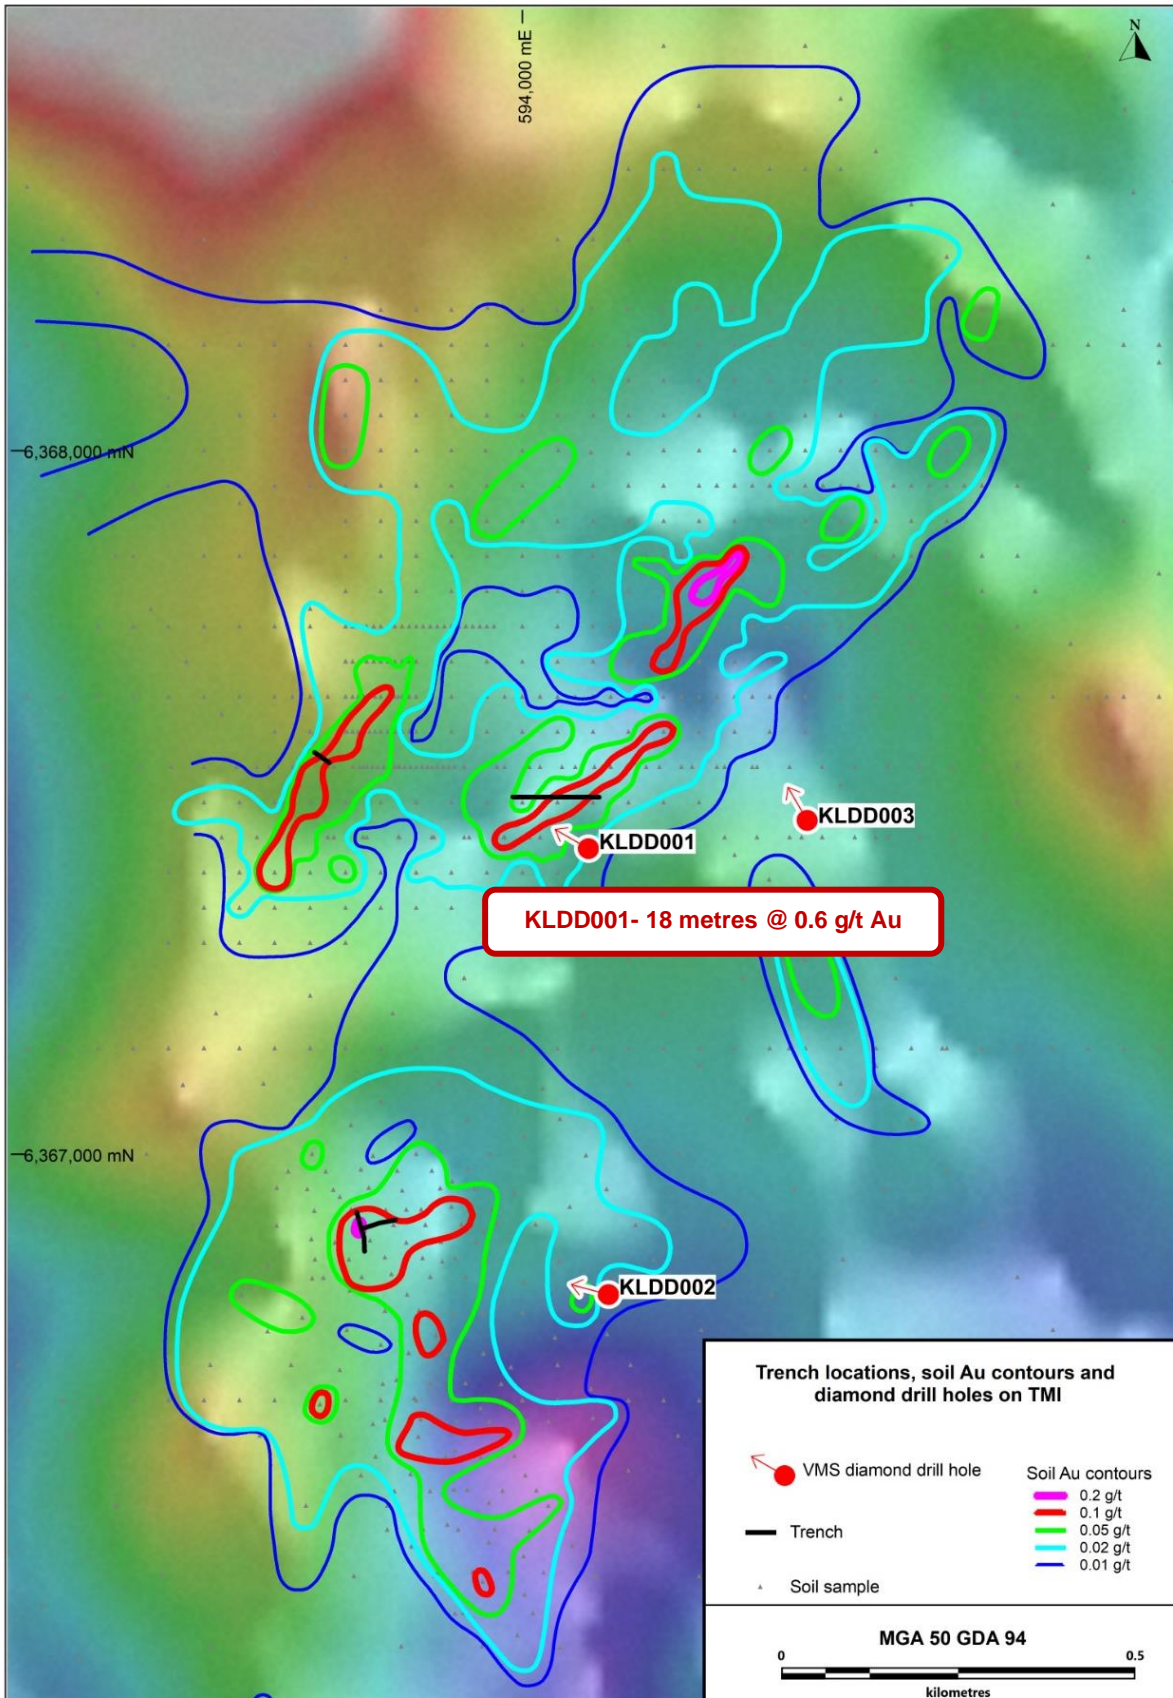 N
594,000 mE
6,368,000 mN
KLDD003
KLDD001
KLDD001- 18 metres @ 0.6 g/t Au
6,367,000 mN
KLDD002
Trench locations, soil Au contours and
diamond drill holes on TMI
VMS diamond drill hole
Trench
Soil sample
Soil Au contours
0.2 g/t
0.1 g/t
0.05 g/t
0.02 g/t
0.01 g/t
MGA 50 GDA 94
0 0.5
kilometres